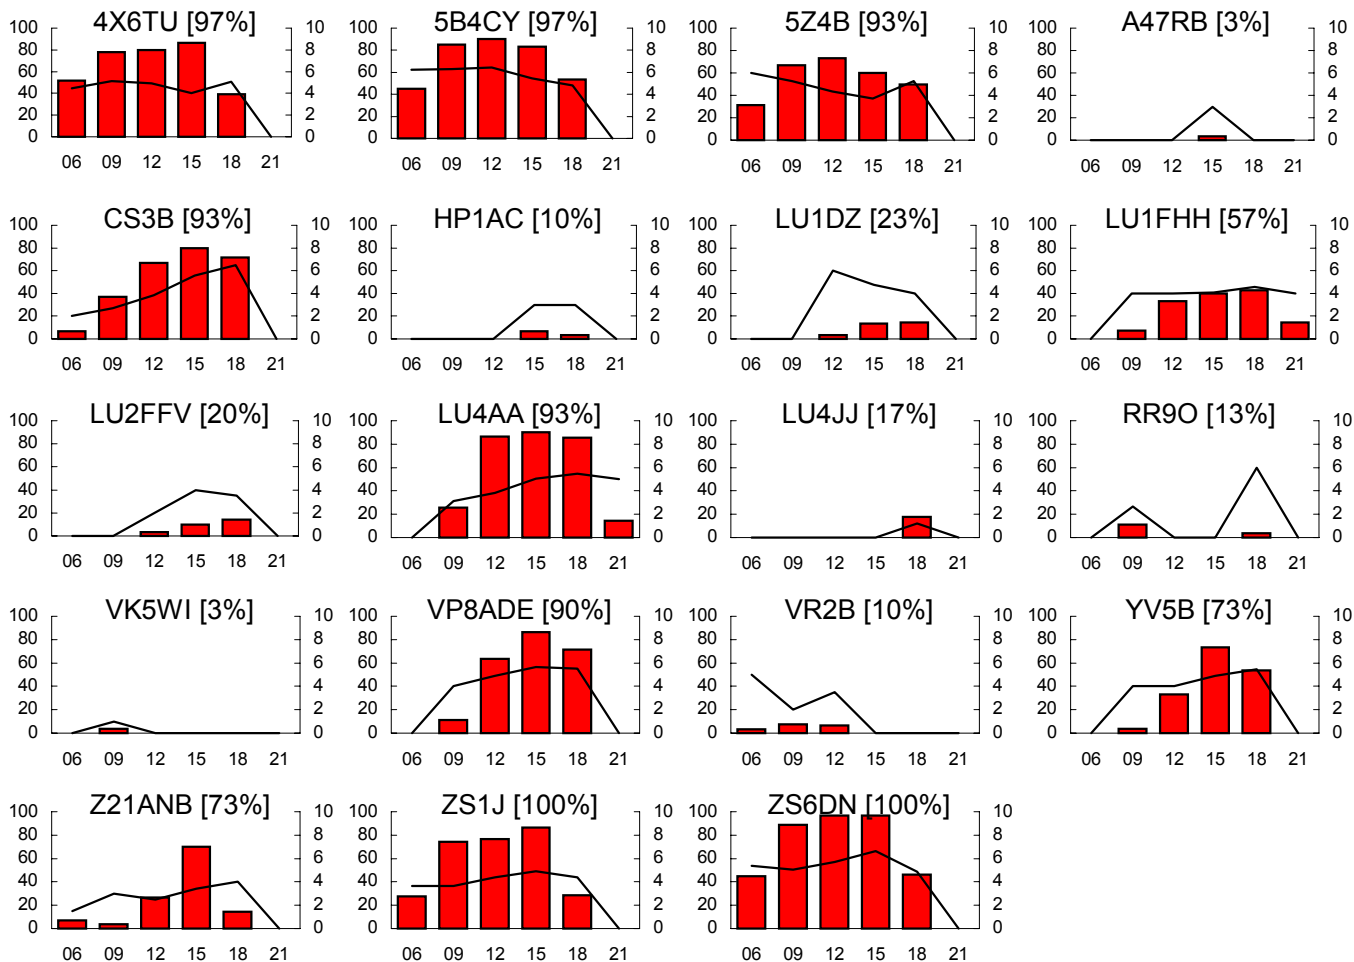 4X6TU [97%] 5B4CY [97%] 5Z4B [93%] A47RB [3%]
100 10 100 10 100 10 100 10
80 8 80 8 80 8 80 8
60 6 60 6 60 6 60 6
40 4 40 4 40 4 40 4
20 2 20 2 20 2 20 2
0 0 0 0 0 0 0 0
06 09 12 15 18 21 06 09 12 15 18 21 06 09 12 15 18 21 06 09 12 15 18 21
CS3B [93%] HP1AC [10%] LU1DZ [23%] LU1FHH [57%]
100 10 100 10 100 10 100 10
80 8 80 8 80 8 80 8
60 6 60 6 60 6 60 6
40 4 40 4 40 4 40 4
20 2 20 2 20 2 20 2
0 0 0 0 0 0 0 0
06 09 12 15 18 21 06 09 12 15 18 21 06 09 12 15 18 21 06 09 12 15 18 21
LU2FFV [20%] LU4AA [93%] LU4JJ [17%] RR9O [13%]
100 10 100 10 100 10 100 10
80 8 80 8 80 8 80 8
60 6 60 6 60 6 60 6
40 4 40 4 40 4 40 4
20 2 20 2 20 2 20 2
0 0 0 0 0 0 0 0
06 09 12 15 18 21 06 09 12 15 18 21 06 09 12 15 18 21 06 09 12 15 18 21
VK5WI [3%] VP8ADE [90%] VR2B [10%] YV5B [73%]
100 10 100 10 100 10 100 10
80 8 80 8 80 8 80 8
60 6 60 6 60 6 60 6
40 4 40 4 40 4 40 4
20 2 20 2 20 2 20 2
0 0 0 0 0 0 0 0
06 09 12 15 18 21 06 09 12 15 18 21 06 09 12 15 18 21 06 09 12 15 18 21
Z21ANB [73%] ZS1J [100%] ZS6DN [100%]
100 10 100 10 100 10
80 8 80 8 80 8
60 6 60 6 60 6
40 4 40 4 40 4
20 2 20 2 20 2
0 0 0 0 0 0
06 09 12 15 18 21 06 09 12 15 18 21 06 09 12 15 18 21